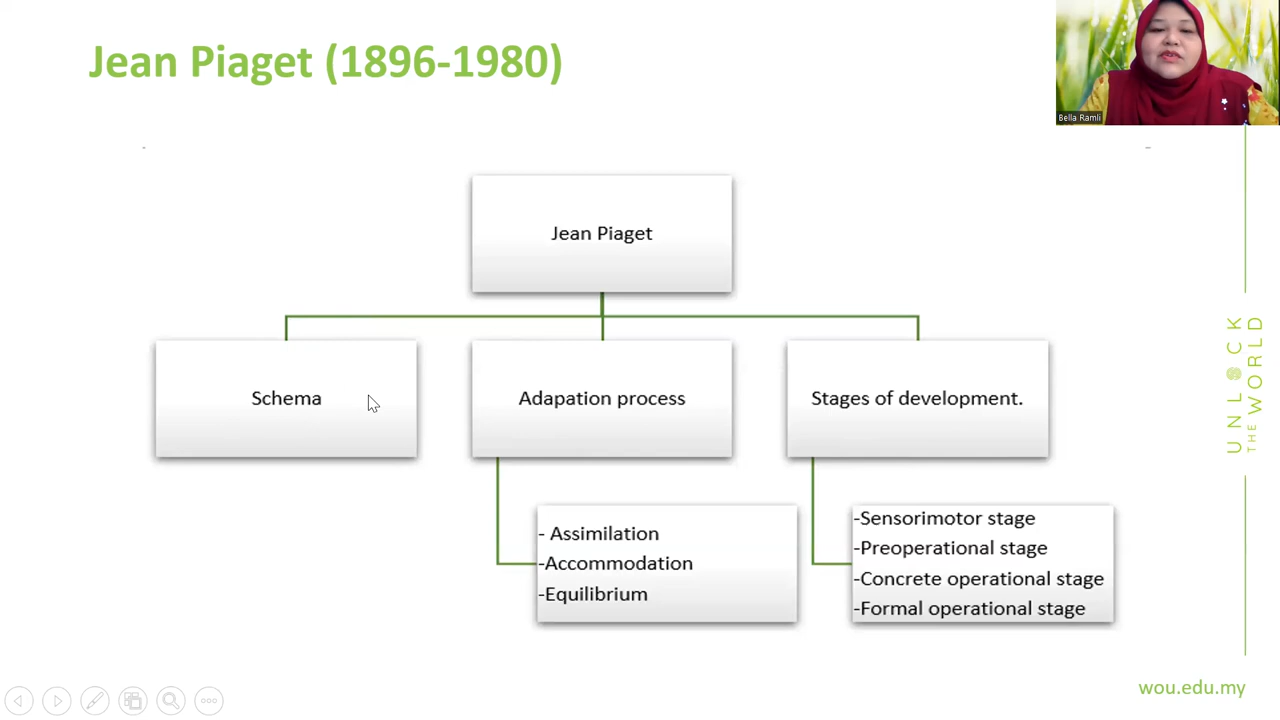 Jean Piaget (1896-1980)
Bella Ramli
Jean Piaget
Schema
Adapation process
Stages of development.
- Assimilation
-Accommodation
-Equilibrium
-Sensorimotor stage
-Preoperational stage
-Concrete operational stage
-Formal operational stage
UNLOCK
THE WORLD
wou.edu.my